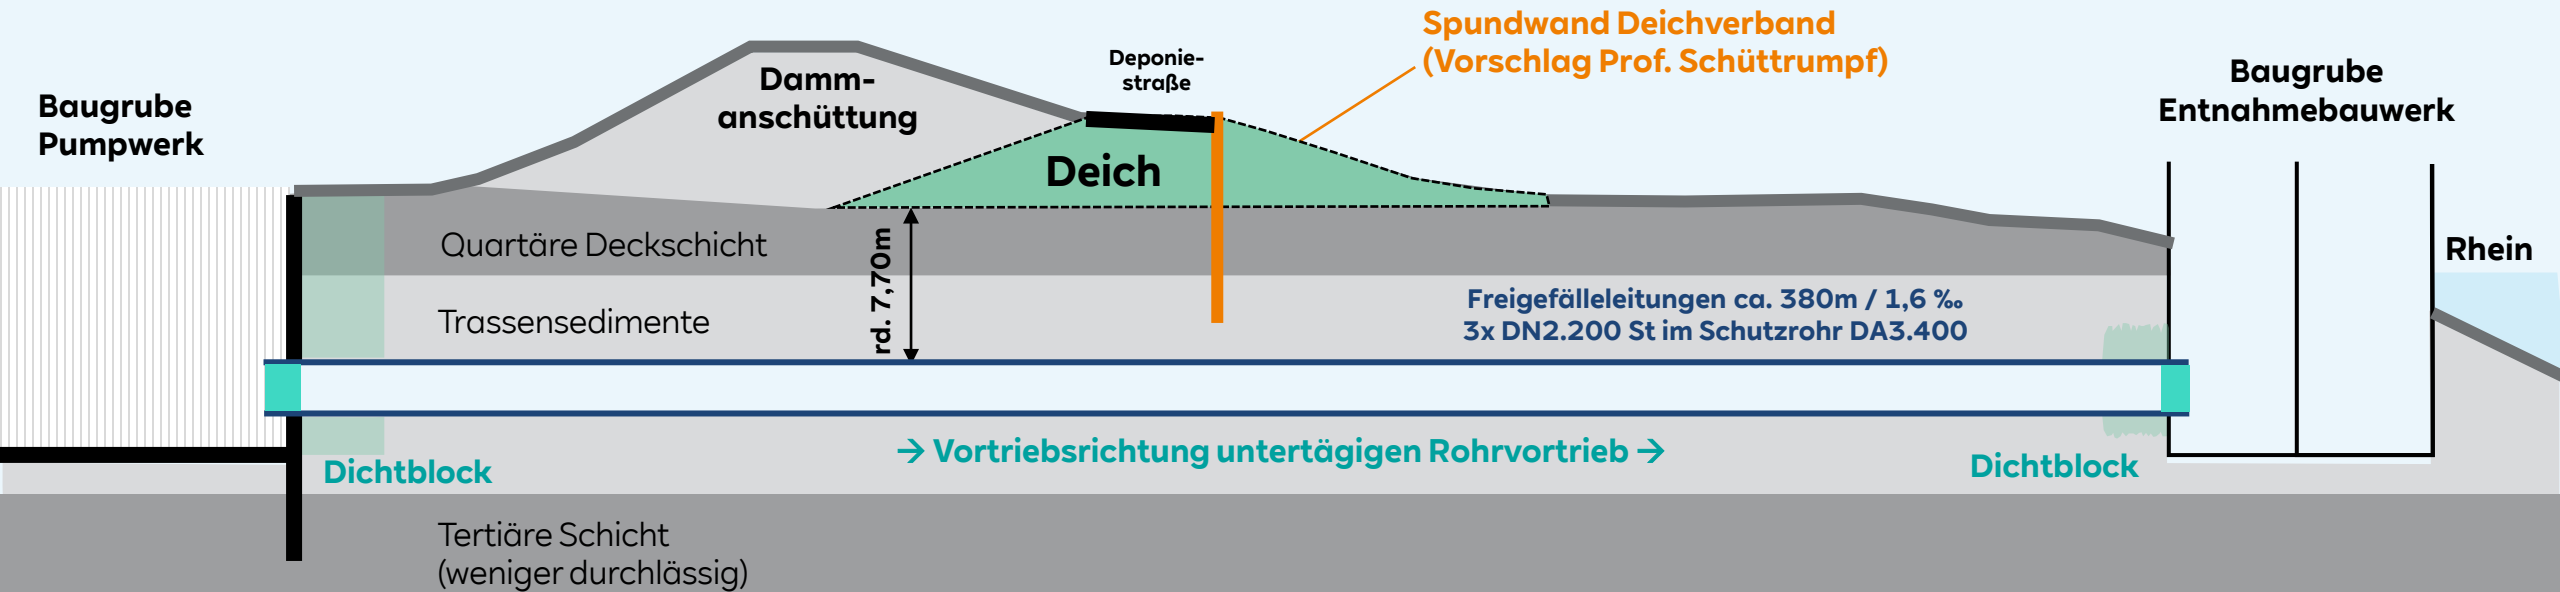 Spundwand Deichverband
(Vorschlag Prof. Schüttrumpf)
Deponie-
straße
Damm-
anschüttung
Baugrube
Pumpwerk
Baugrube
Entnahmebauwerk
Deich
Quartäre Deckschicht
rd. 7,70m
Rhein
Trassensedimente
Freigefälleleitungen ca. 380m / 1,6 ‰
3x DN2.200 St im Schutzrohr DA3.400
→ Vortriebsrichtung untertägigen Rohrvortrieb →
Dichtblock
Dichtblock
Tertiäre Schicht
(weniger durchlässig)